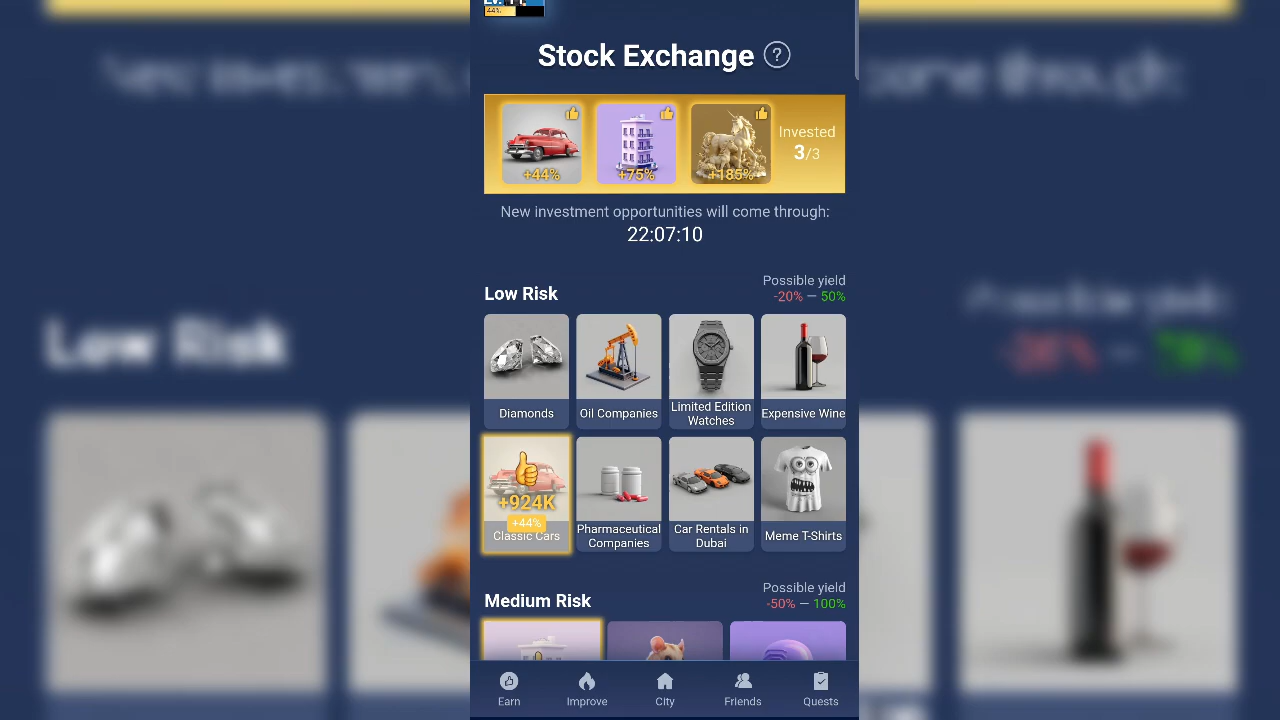 44%
Stock Exchange ?
Invested
3/3
+44%
+75%
+185%
New investment opportunities will come through:
22:07:10
Low Risk
Possible yield
-20% — 50%
Diamonds
Oil Companies
Limited Edition
Watches
Expensive Wine
+924K
+44%
Classic Cars
Pharmaceutical
Companies
Car Rentals in
Dubai
Meme T-Shirts
Medium Risk
Possible yield
-50% — 100%
Earn
Improve
City
Friends
Quests